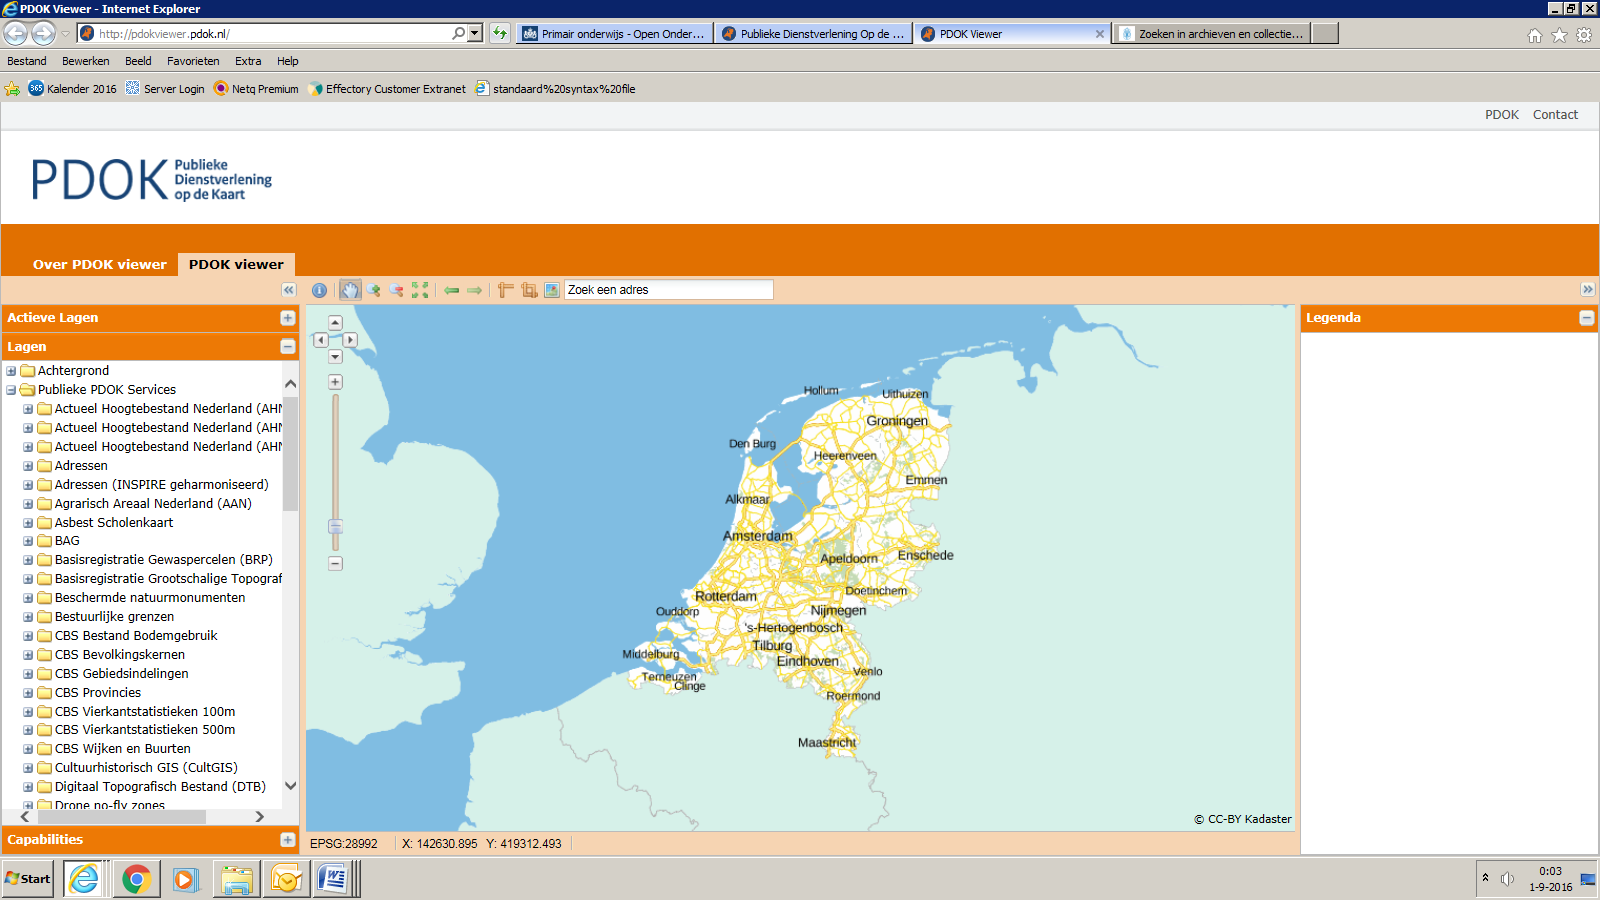 PDOK Viewer - Internet Explorer
http://pdokviewer.pdok.nl/
Primair onderwijs - Open Onder...
Publieke Dienstverlening Op de ...
PDOK Viewer
Zoeken in archieven en collectie...
Bestand Bewerken Beeld Favorieten Extra Help
Kalender 2016 Server Login Netq Premium Effectory Customer Extranet standaard%20syntax%20file
PDOK Contact
PDOK Publieke
Dienstverlening
op de Kaart
Over PDOK viewer PDOK viewer
Zoek een adres
Actieve Lagen
Lagen
Achtergrond
Publieke PDOK Services
Actueel Hoogtebestand Nederland (AHN
Actueel Hoogtebestand Nederland (AHN
Actueel Hoogtebestand Nederland (AHN
Adressen
Adressen (INSPIRE geharmoniseerd)
Agrarisch Areaal Nederland (AAN)
Asbest Scholenkaart
BAG
Basisregistratie Gewaspercelen (BRP)
Basisregistratie Grootschalige Topograf
Beschermde natuurmonumenten
Bestuurlijke grenzen
CBS Bestand Bodemgebruik
CBS Bevolkingskernen
CBS Gebiedsindelingen
CBS Provincies
CBS Vierkantstatistieken 100m
CBS Vierkantstatistieken 500m
CBS Wijken en Buurten
Cultuurhistorisch GIS (CultGIS)
Digitaal Topografisch Bestand (DTB)
Drone no-fly zones
Capabilities
Hollum
Uithuizen
Groningen
Den Burg
Heerenveen
Emmen
Alkmaar
Amsterdam
Enschede
Apeldoorn
Doetinchem
Rotterdam
Ouddorp
Nijmegen
's-Hertogenbosch
Tilburg
Middelburg
Eindhoven
Venlo
Terneuzen
Clinge
Roermond
Maastricht
© CC-BY Kadaster
EPSG:28992 X: 142630.895 Y: 419312.493
Legenda
Start
365
0:03
1-9-2016